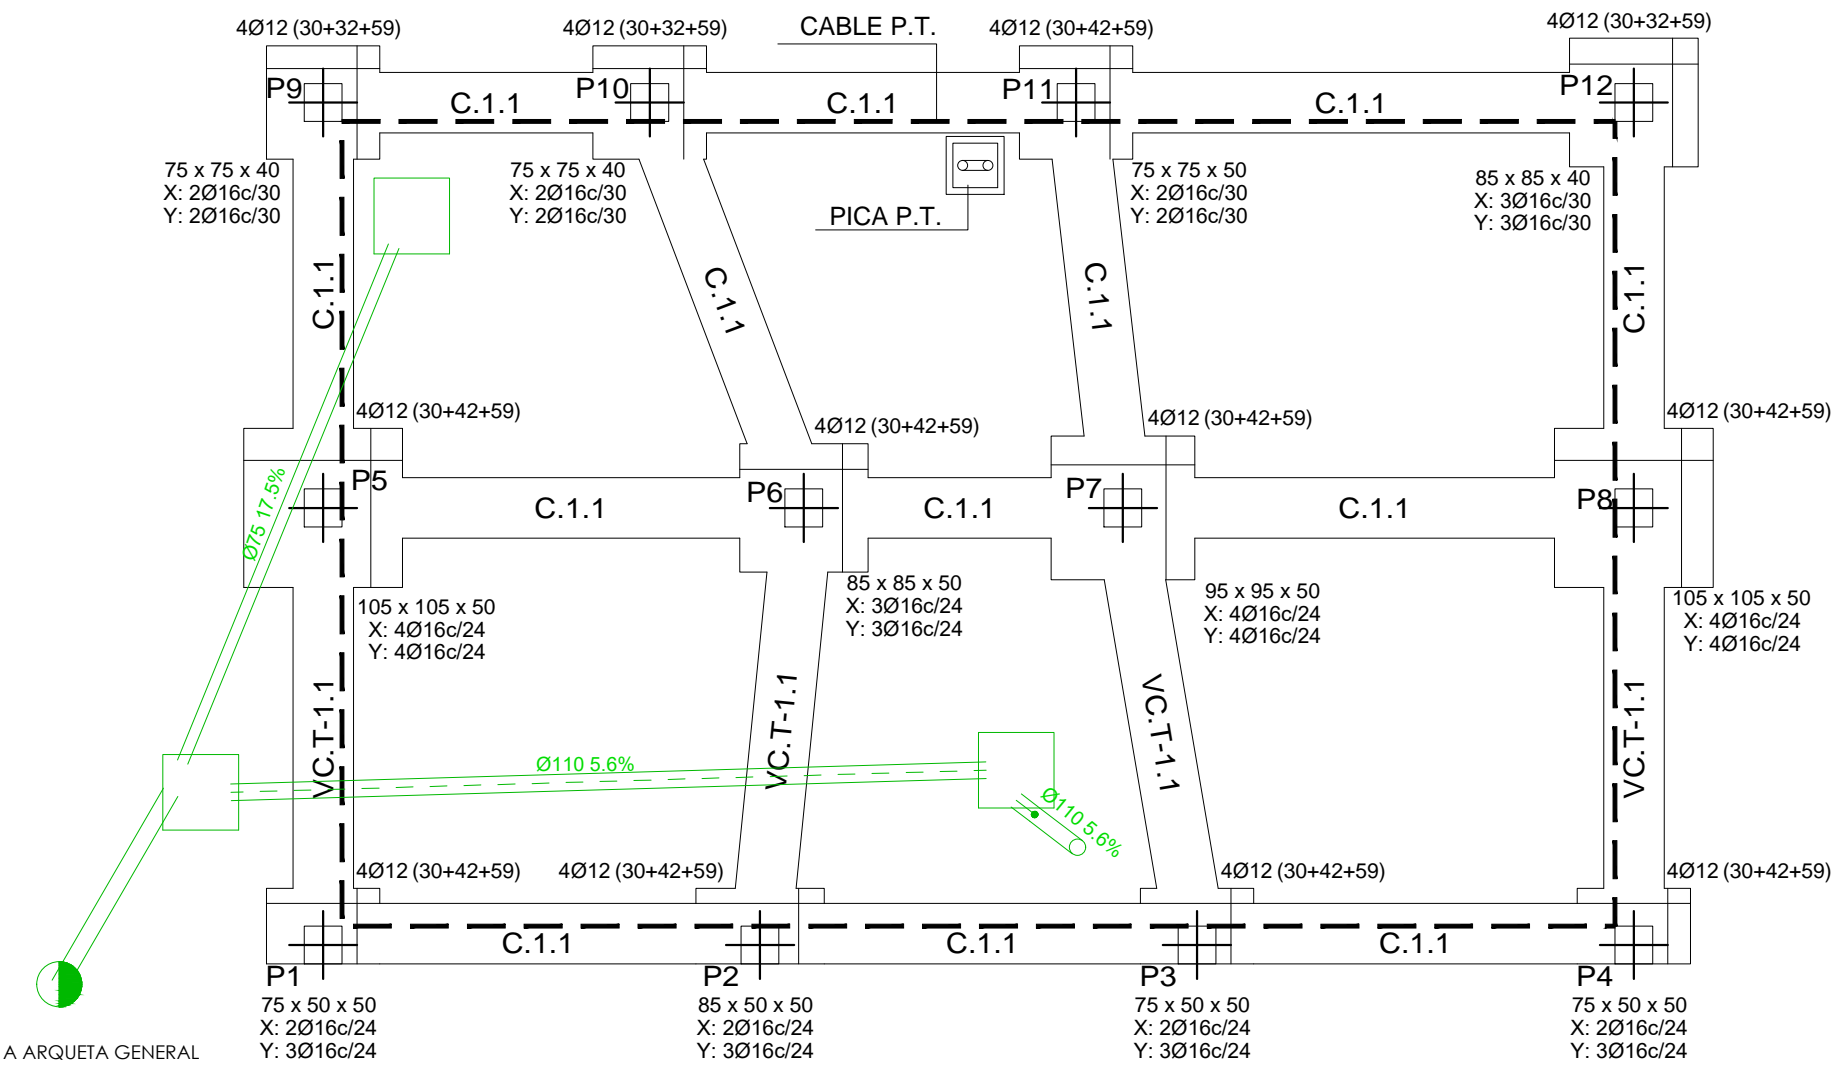 4Ø12 (30+32+59)
4Ø12 (30+32+59)
CABLE P.T.
4Ø12 (30+42+59)
4Ø12 (30+32+59)
P9
C.1.1
P10
C.1.1
P11
C.1.1
P12
75 x 75 x 40
X: 2Ø16c/30
Y: 2Ø16c/30
75 x 75 x 40
X: 2Ø16c/30
Y: 2Ø16c/30
PICA P.T.
75 x 75 x 50
X: 2Ø16c/30
Y: 2Ø16c/30
85 x 85 x 40
X: 3Ø16c/30
Y: 3Ø16c/30
C.1.1
C.1.1
C.1.1
C.1.1
4Ø12 (30+42+59)
4Ø12 (30+42+59)
4Ø12 (30+42+59)
4Ø12 (30+42+59)
Ø75 17.5%
P5
C.1.1
P6
C.1.1
P7
C.1.1
P8
105 x 105 x 50
X: 4Ø16c/24
Y: 4Ø16c/24
85 x 85 x 50
X: 3Ø16c/24
Y: 3Ø16c/24
95 x 95 x 50
X: 4Ø16c/24
Y: 4Ø16c/24
105 x 105 x 50
X: 4Ø16c/24
Y: 4Ø16c/24
VC.T-1.1
VC.T-1.1
VC.T-1.1
VC.T-1.1
Ø110 5.6%
Ø110 5.6%
4Ø12 (30+42+59)
4Ø12 (30+42+59)
4Ø12 (30+42+59)
4Ø12 (30+42+59)
C.1.1
C.1.1
C.1.1
P1
75 x 50 x 50
X: 2Ø16c/24
Y: 3Ø16c/24
P2
85 x 50 x 50
X: 2Ø16c/24
Y: 3Ø16c/24
P3
75 x 50 x 50
X: 2Ø16c/24
Y: 3Ø16c/24
P4
75 x 50 x 50
X: 2Ø16c/24
Y: 3Ø16c/24
A ARQUETA GENERAL